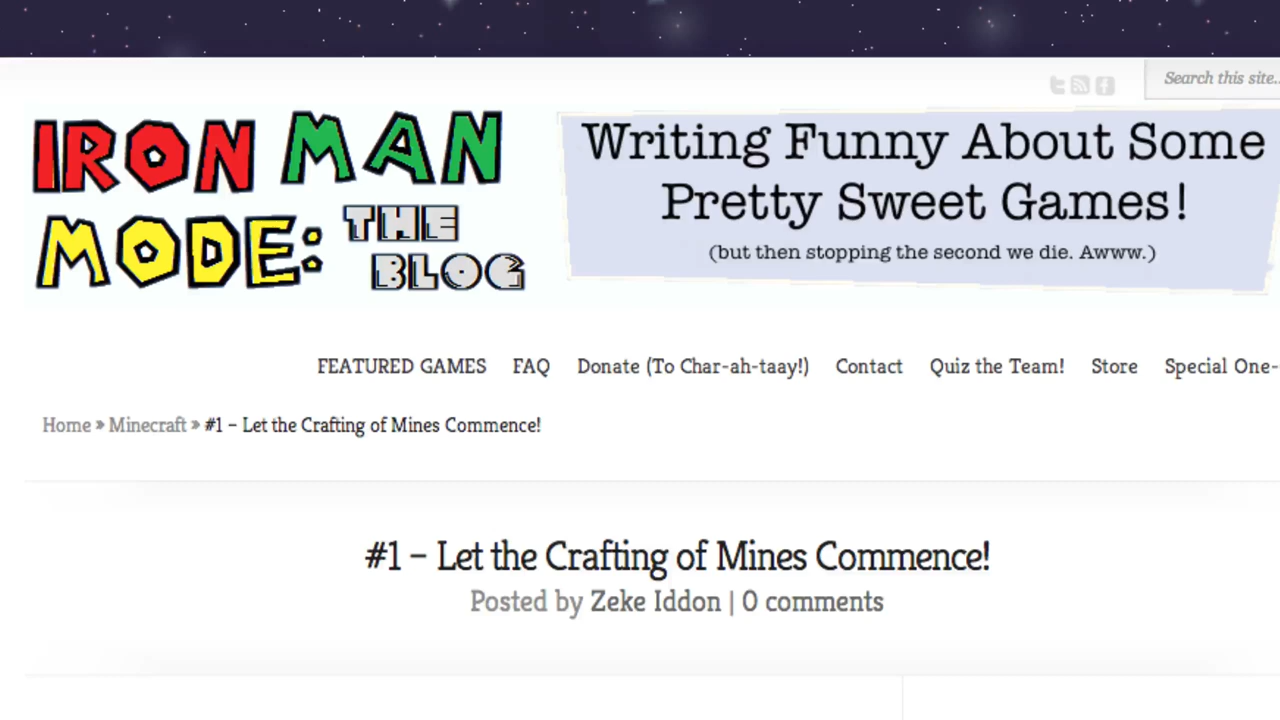 Search this site..
IRON MAN
MODE: THE
BLOG
Writing Funny About Some
Pretty Sweet Games!
(but then stopping the second we die. Awww.)
FEATURED GAMES FAQ Donate (To Char-ah-taay!) Contact Quiz the Team! Store Special One-
Home » Minecraft » #1 – Let the Crafting of Mines Commence!
#1 – Let the Crafting of Mines Commence!
Posted by Zeke Iddon | 0 comments